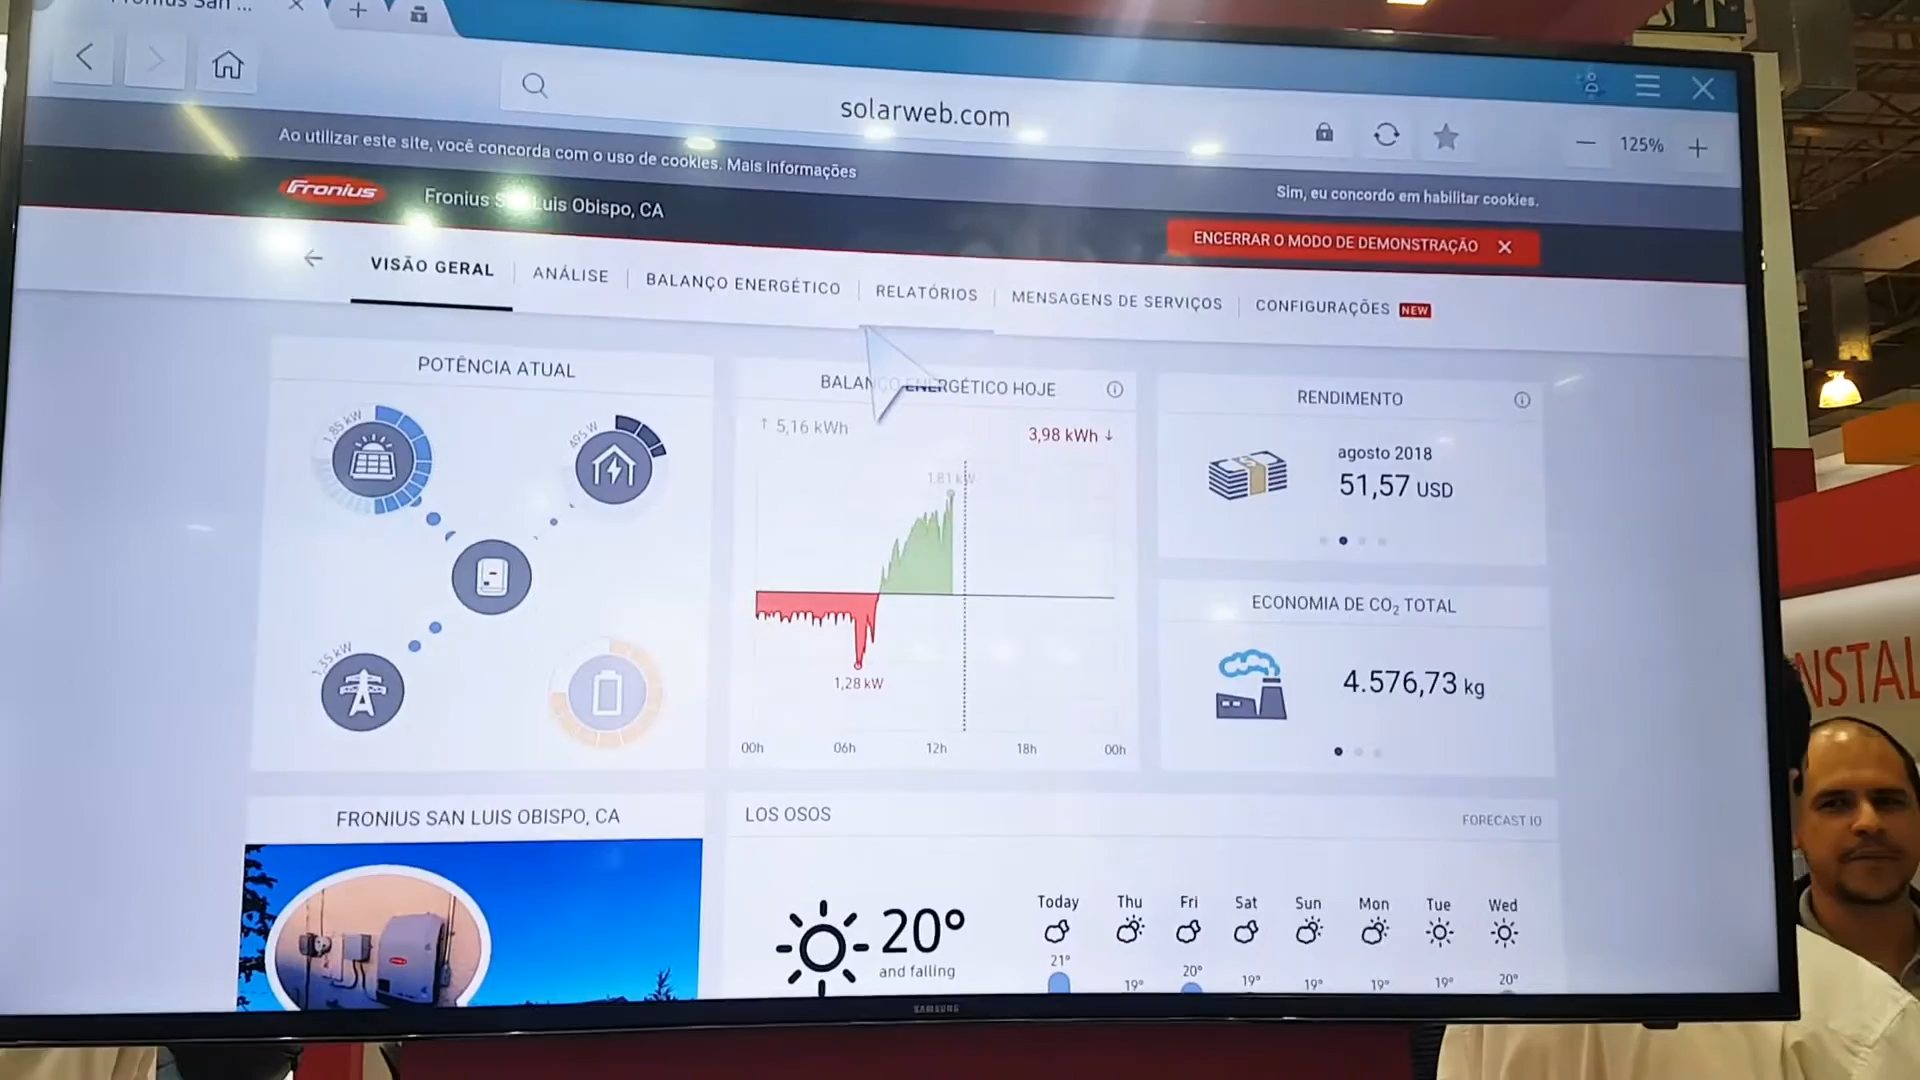 solarweb.com
125%
Ao utilizar este site, você concorda com o uso de cookies. Mais informações
Sim, eu concordo em habilitar cookies.
Fronius
Fronius San Luis Obispo, CA
ENCERRAR O MODO DE DEMONSTRAÇÃO
VISÃO GERAL
ANÁLISE
BALANÇO ENERGÉTICO
RELATÓRIOS
MENSAGENS DE SERVIÇOS
CONFIGURAÇÕES NEW
POTÊNCIA ATUAL
1,85 kW
495 W
1,35 kW
BALANÇO ENERGÉTICO HOJE
5,16 kWh
3,98 kWh
1,81 kW
1,28 kW
00h 06h 12h 18h 00h
RENDIMENTO
agosto 2018
51,57 USD
ECONOMIA DE CO₂ TOTAL
4.576,73 kg
FRONIUS SAN LUIS OBISPO, CA
LOS OSOS
FORECAST IO
20°
and falling
Today Thu Fri Sat Sun Mon Tue Wed
21° 19° 20° 19° 19° 19° 19° 20°
SAMSUNG